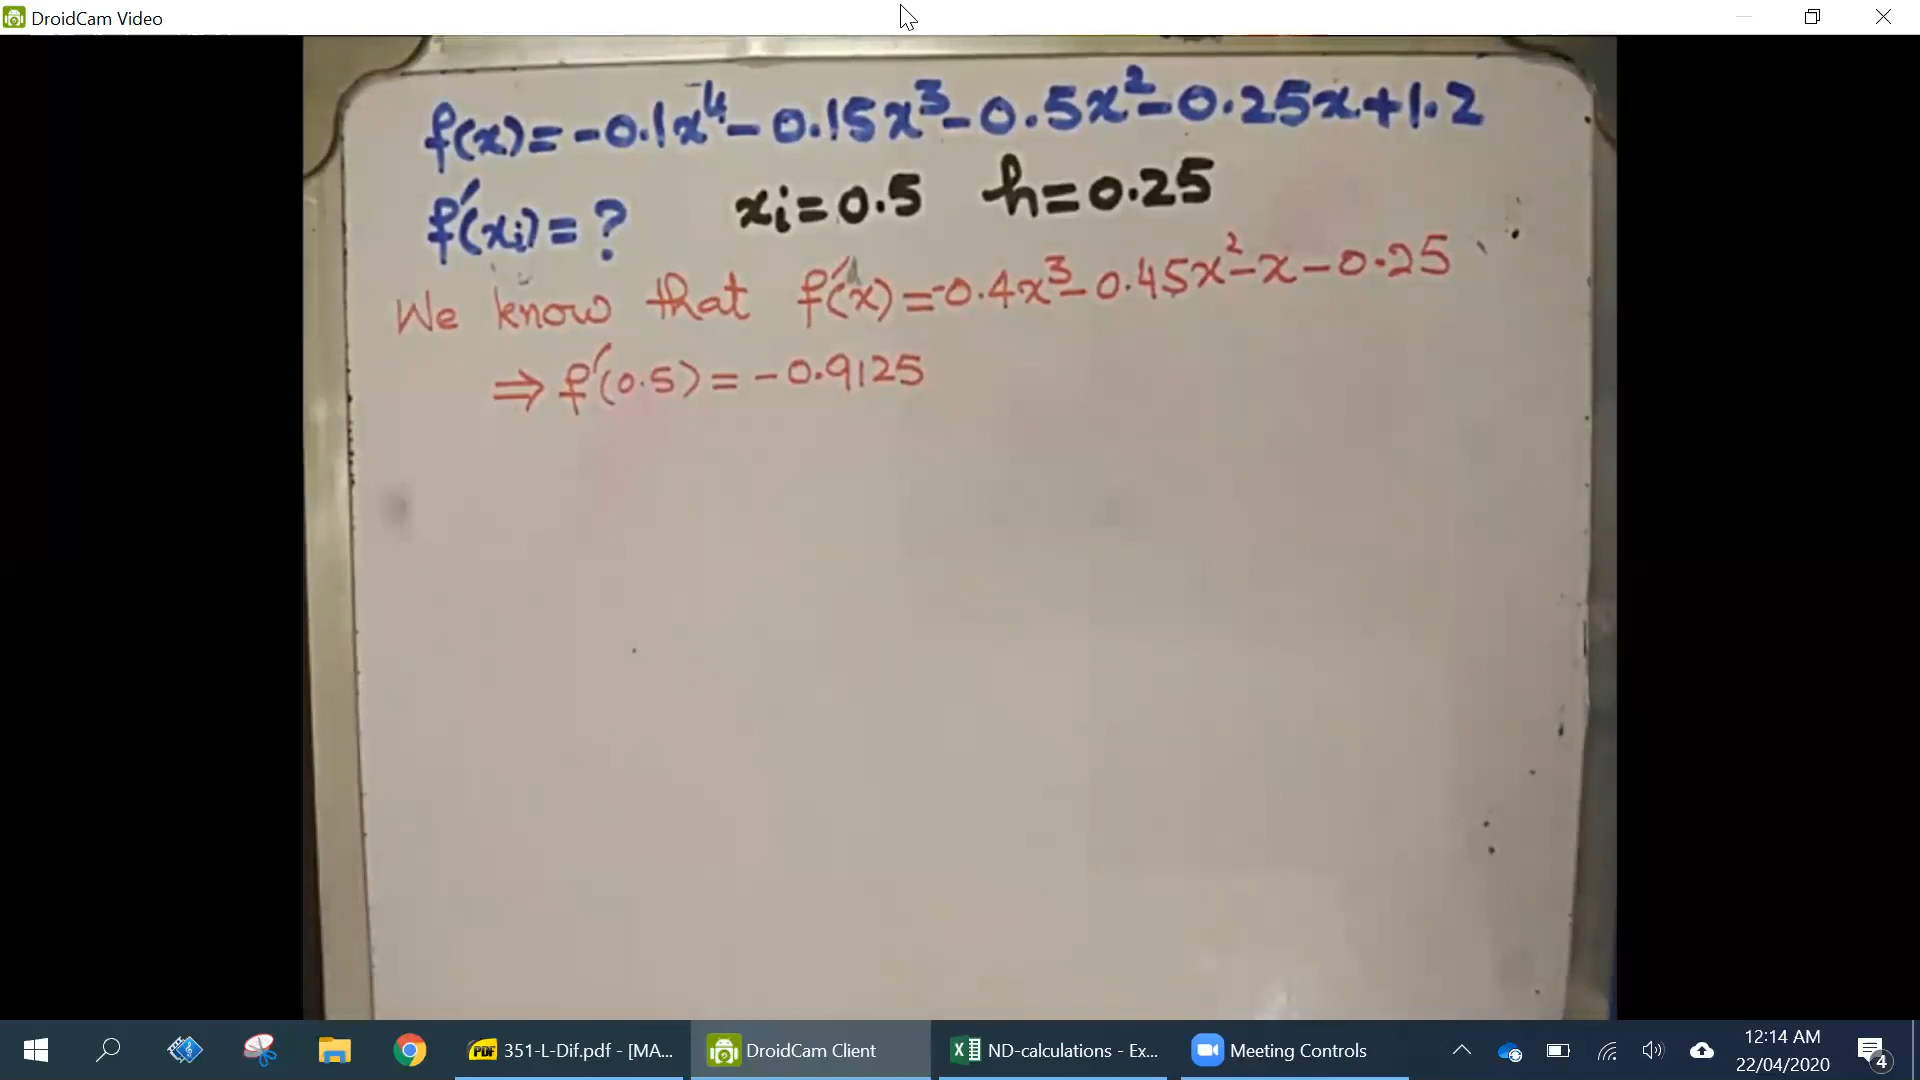 DroidCam Video
f(x)=-0.1x⁴-0.15x³-0.5x²-0.25x+1.2
f′(xi)=? xi=0.5 h=0.25
We know that f′(x)=-0.4x³-0.45x²-x-0.25
⇒ f′(0.5)=-0.9125
PDF 351-L-Dif.pdf - [MA... DroidCam Client ND-calculations - Ex... Meeting Controls 12:14 AM
22/04/2020 4